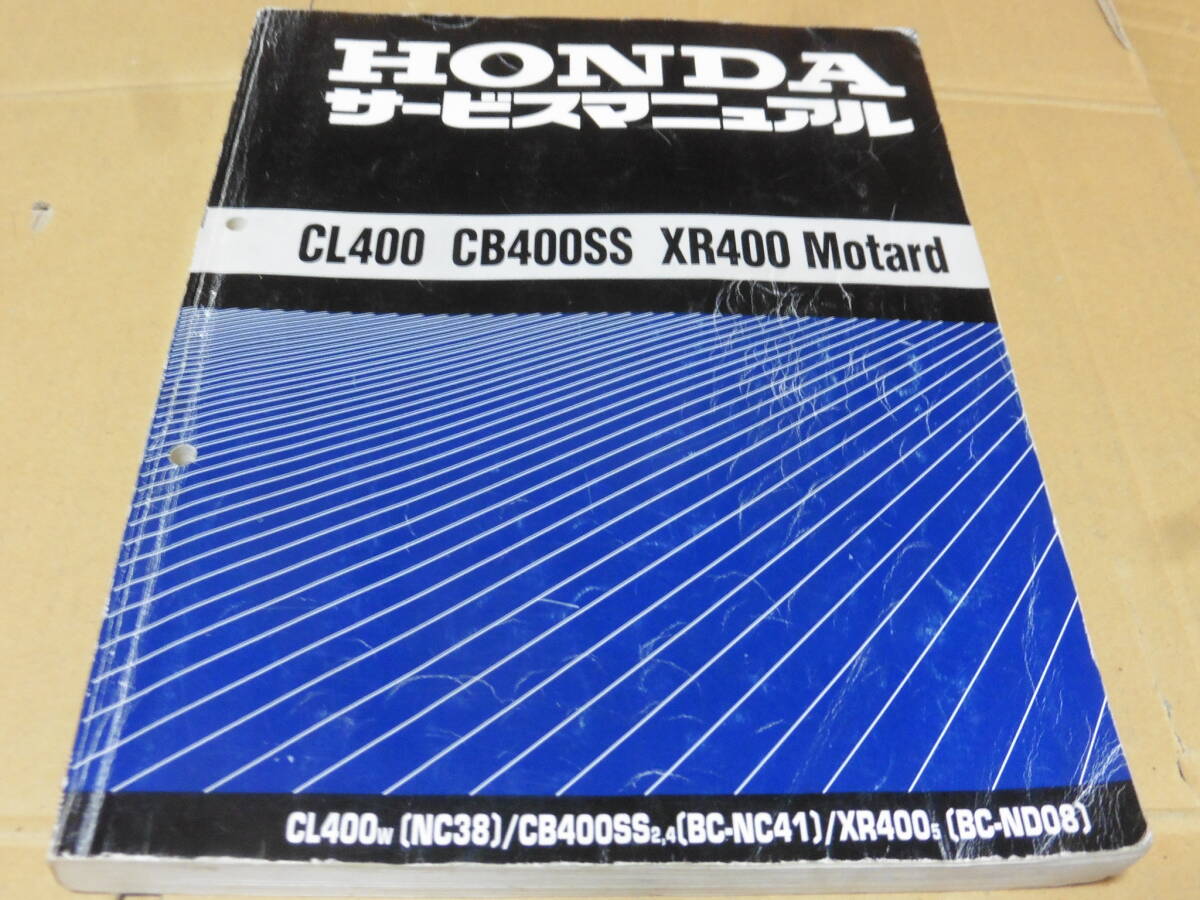 HONDA
サービスマニュアル
CL400 CB400SS XR400 Motard
CL400W (NC38)/CB400SS2,4(BC-NC41)/XR4005 (BC-ND08)